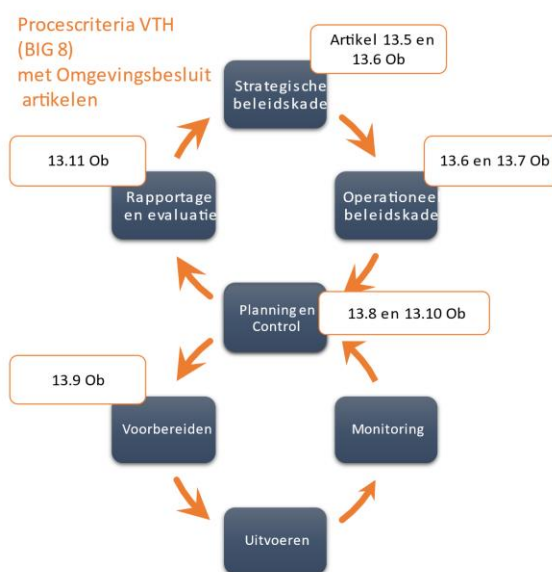 Procescriteria VTH
(BIG 8)
met Omgevingsbesluit
artikelen
Artikel 13.5 en
13.6 Ob
Strategische
beleidskade
13.11 Ob
13.6 en 13.7 Ob
Rapportage
en evaluatie
Operationeel
beleidskade
Planning en
Control
13.8 en 13.10 Ob
13.9 Ob
Voorbereiden
Monitoring
Uitvoeren